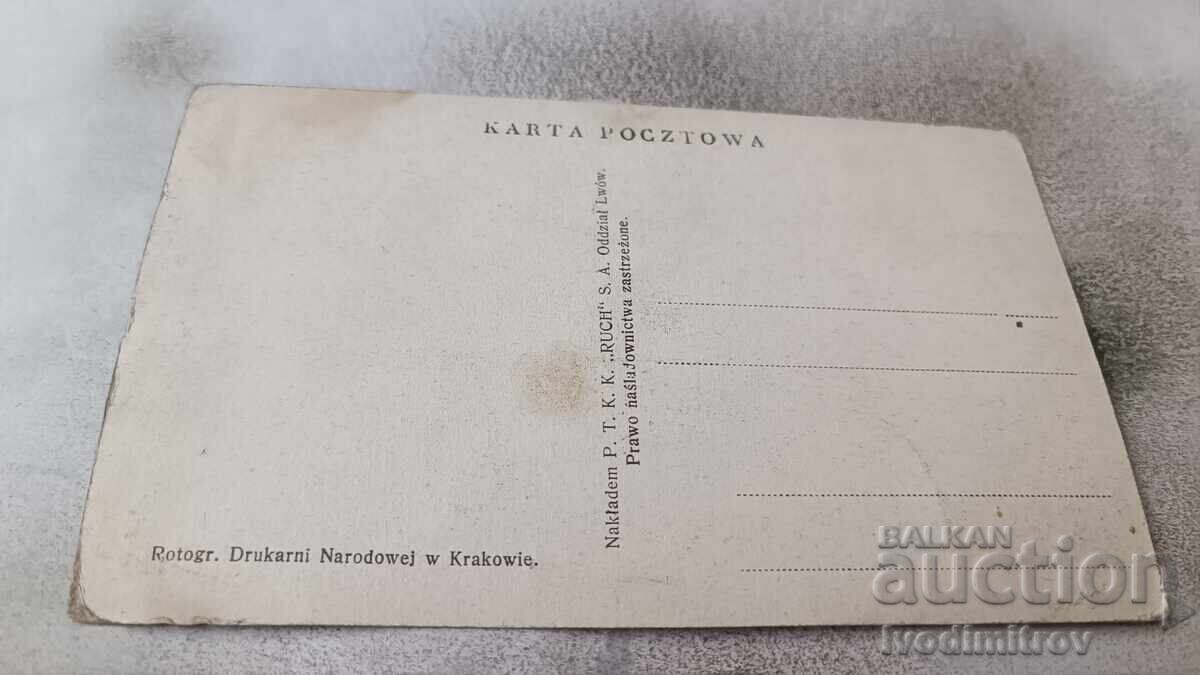 KARTA POCZTOWA
Nakładem P. T. K. K. „RUCH“ S. A. Oddział Lwów.
Prawo naśladownictwa zastrzeżone.
Rotogr. Drukarni Narodowej w Krakowie.
BALKAN
auction
ivodimitrov